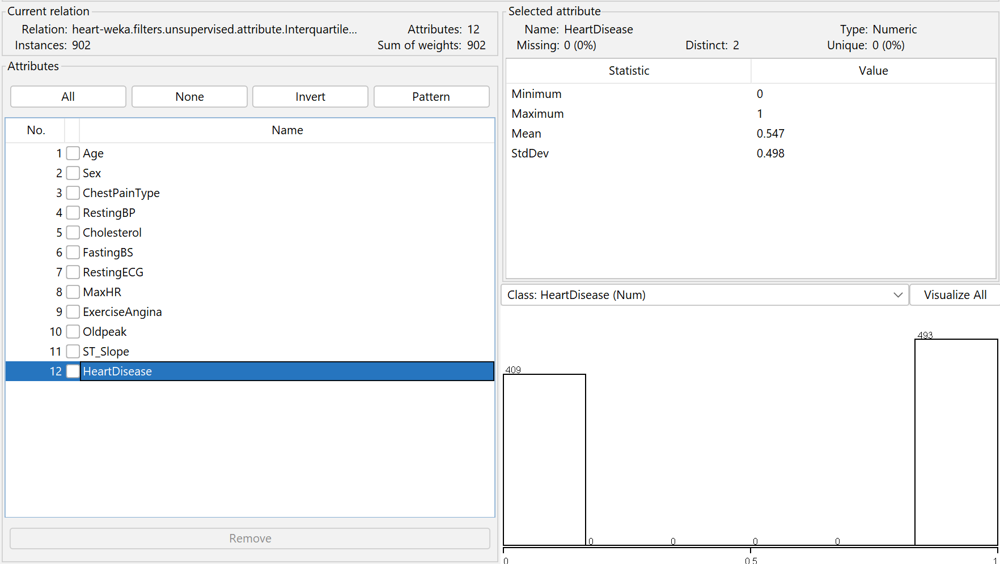 Current relation
Relation: heart-weka.filters.unsupervised.attribute.Interquartile... Attributes: 12
Instances: 902 Sum of weights: 902
Attributes
All None Invert Pattern
No. Name
1 Age
2 Sex
3 ChestPainType
4 RestingBP
5 Cholesterol
6 FastingBS
7 RestingECG
8 MaxHR
9 ExerciseAngina
10 Oldpeak
11 ST_Slope
12 HeartDisease
Remove
Selected attribute
Name: HeartDisease Type: Numeric
Missing: 0 (0%) Distinct: 2 Unique: 0 (0%)
Statistic Value
Minimum 0
Maximum 1
Mean 0.547
StdDev 0.498
Class: HeartDisease (Num) Visualize All
493
409
0 0 0 0
0 0.5 1